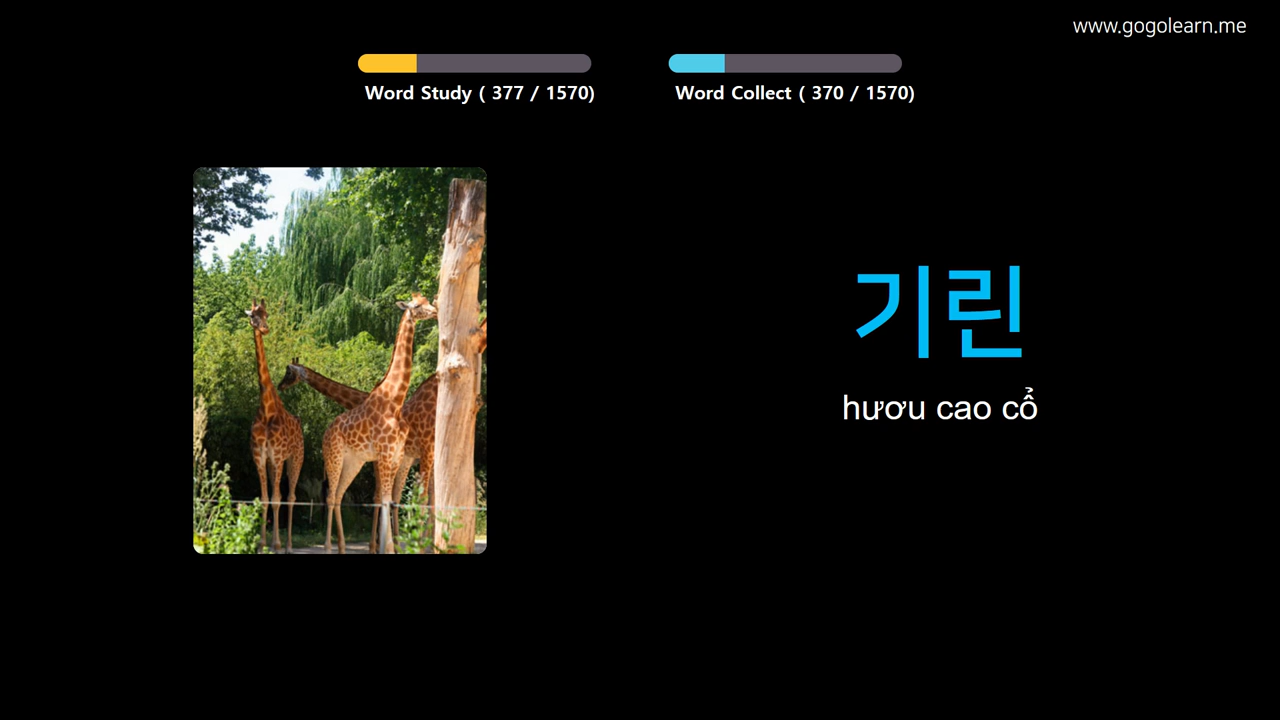 www.gogolearn.me
Word Study ( 377 / 1570)
Word Collect ( 370 / 1570)
기린
hươu cao cổ